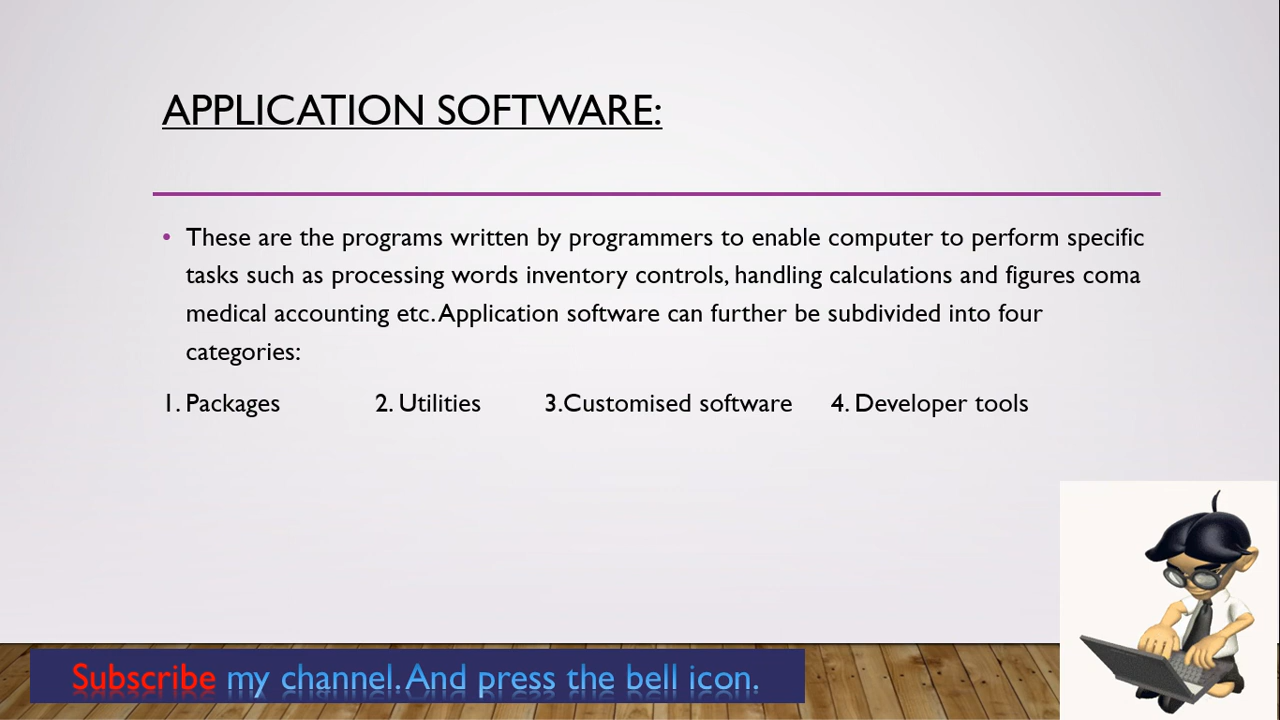 APPLICATION SOFTWARE:
• These are the programs written by programmers to enable computer to perform specific
tasks such as processing words inventory controls, handling calculations and figures coma
medical accounting etc. Application software can further be subdivided into four
categories:
1. Packages 2. Utilities 3.Customised software 4. Developer tools
Subscribe my channel. And press the bell icon.